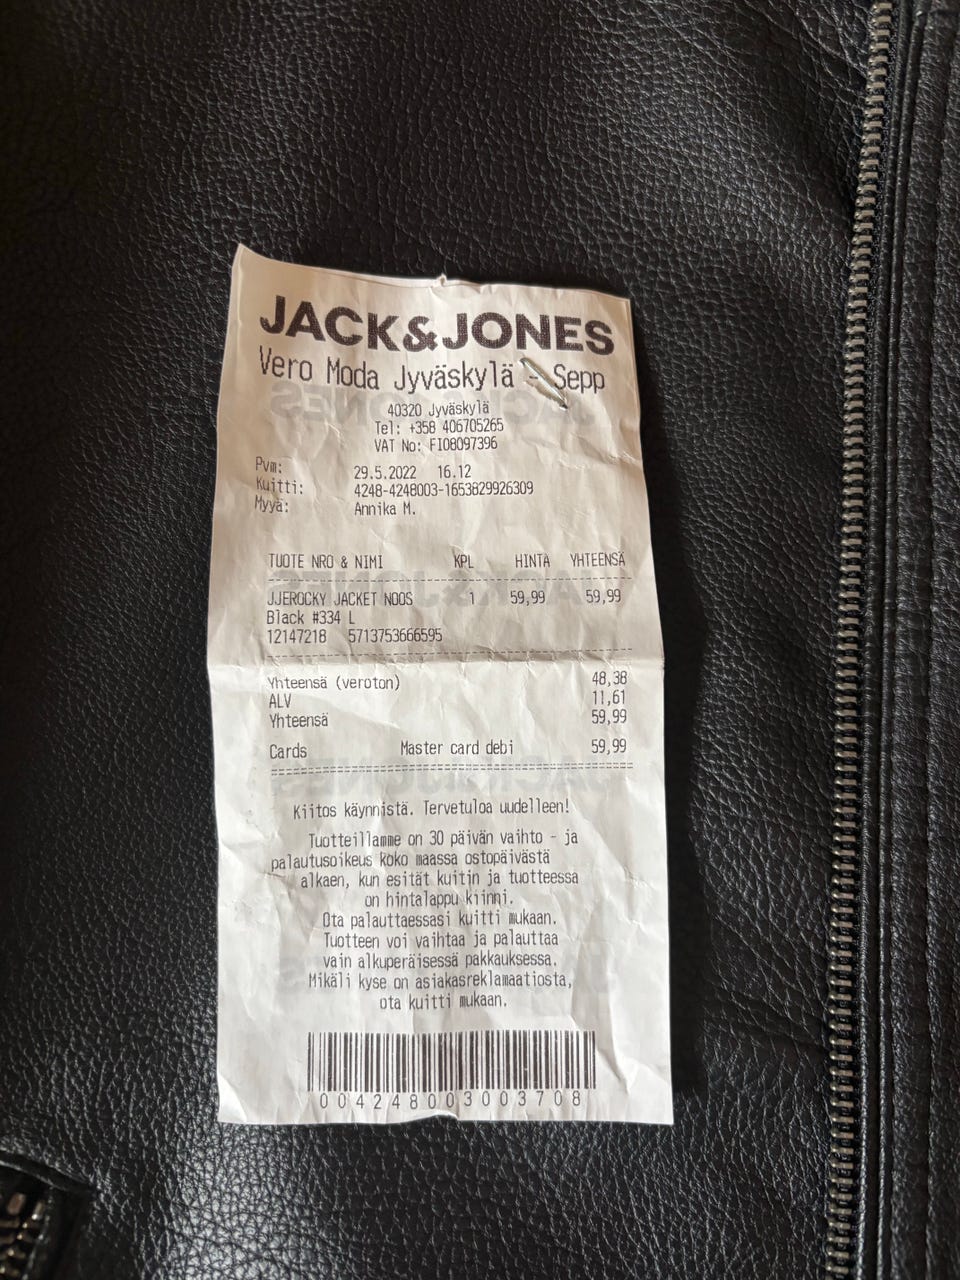 JACK&JONES
Vero Moda Jyväskylä - Sepp
40320 Jyväskylä
Tel: +358 406705265
VAT No: FI08097396
Pvm: 29.5.2022 16.12
Kuitti: 4248-4248003-1653829926309
Myyä: Annika M.
TUOTE NRO & NIMI KPL HINTA YHTEENSÄ
JJEROCKY JACKET NOOS 1 59,99 59,99
Black #334 L
12147218 5713753666595
Yhteensä (veroton) 48,38
ALV 11,61
Yhteensä 59,99
Cards Master card debi 59,99
Kiitos käynnistä. Tervetuloa uudelleen!
Tuotteillamme on 30 päivän vaihto - ja
palautusoikeus koko maassa ostopäivästä
alkaen, kun esität kuitin ja tuotteessa
on hintalappu kiinni.
Ota palauttaessasi kuitti mukaan.
Tuotteen voi vaihtaa ja palauttaa
vain alkuperäisessä pakkauksessa.
Mikäli kyse on asiakasreklamaatiosta,
ota kuitti mukaan.
004248003003708